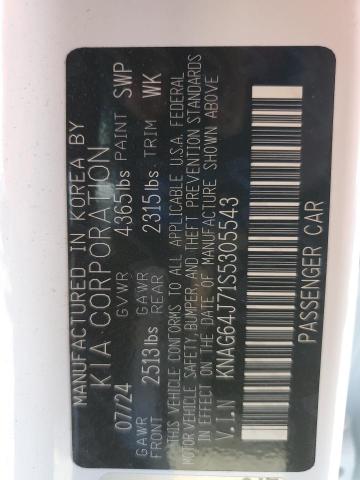 MANUFACTURED IN KOREA BY
KIA CORPORATION
07/24 GVWR 4365lbs PAINT SWP
GAWR FRONT 2513lbs GAWR REAR 2315lbs TRIM WK
THIS VEHICLE CONFORMS TO ALL APPLICABLE U.S.A. FEDERAL
MOTOR VEHICLE SAFETY, BUMPER, AND THEFT PREVENTION STANDARDS
IN EFFECT ON THE DATE OF MANUFACTURE SHOWN ABOVE
V.I.N KNAG64J71S5305543
PASSENGER CAR